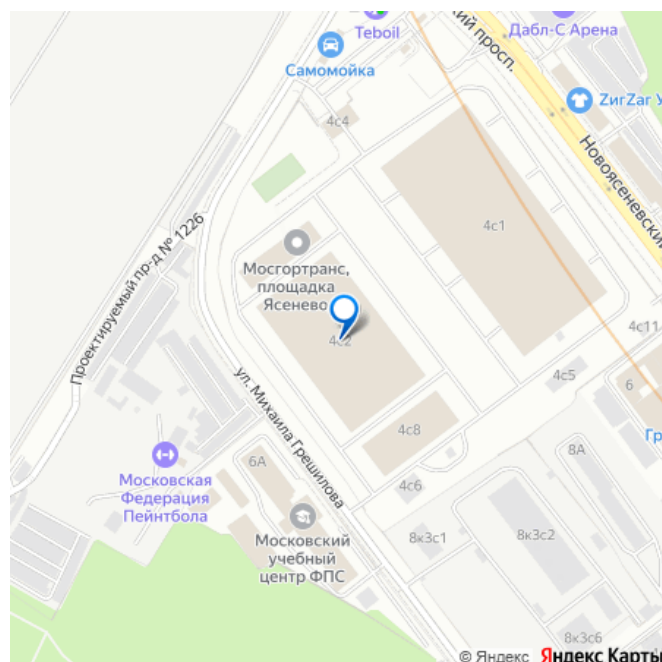 Teboil
кий просп.
Дабл-С Арена
Самомойка
ZигZаг У
4с4
Новоясеневский
4с1
Проектируемый пр-д № 1226
Мосгортранс,
площадка
Ясенево
4с2
4с11
4с5
6
ул. Михаила Грешилова
4с8
Гр
8А
6А
Московская
Федерация
Пейнтбола
4с6
8к3с1
8к3с2
Московский
учебный
центр ФПС
8к3с6
© Яндекс Яндекс Карты